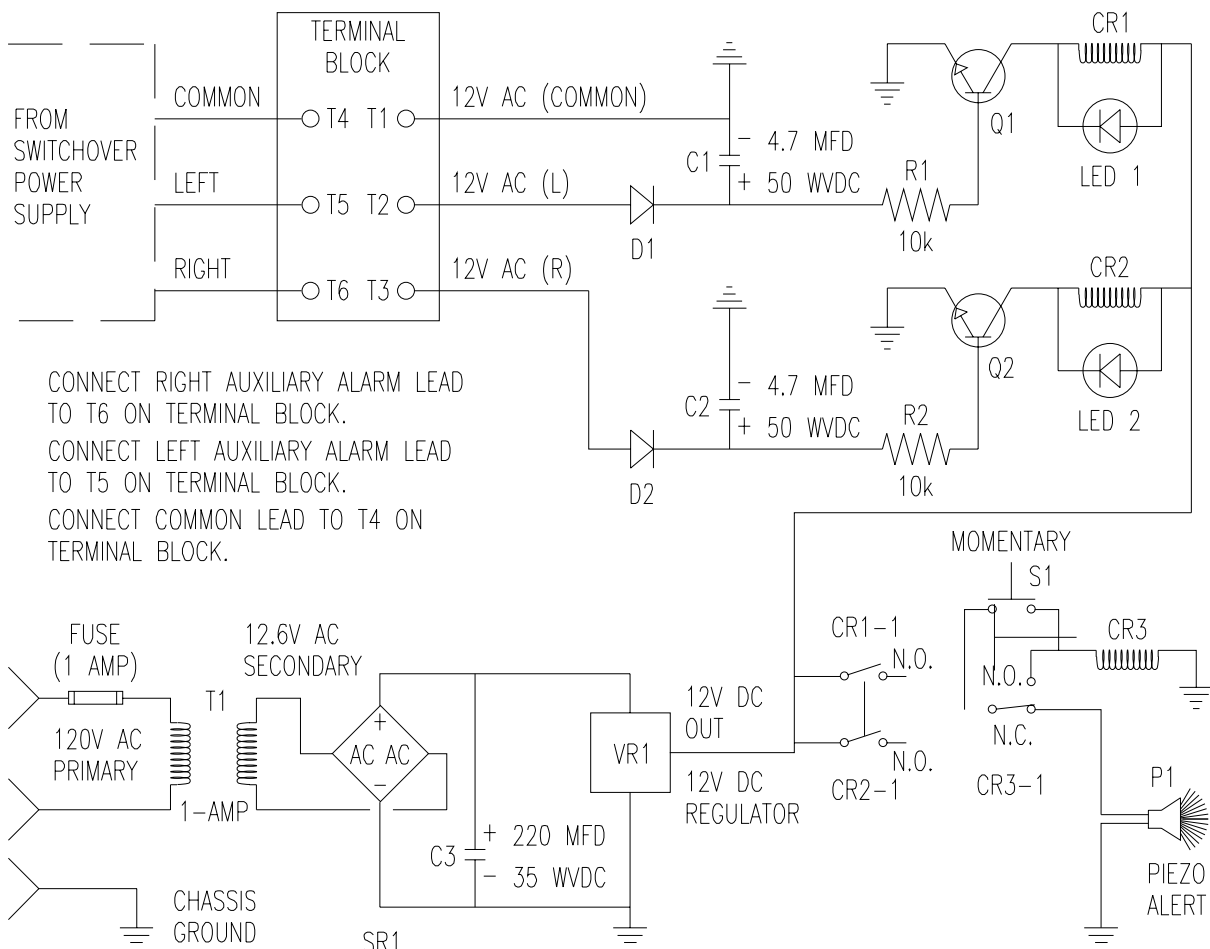 TERMINAL
BLOCK
FROM
SWITCHOVER
POWER
SUPPLY
COMMON
T4 T1
12V AC (COMMON)
LEFT
T5 T2
12V AC (L)
RIGHT
T6 T3
12V AC (R)
C1
- 4.7 MFD
+ 50 WVDC
D1
R1
10k
Q1
CR1
LED 1
C2
- 4.7 MFD
+ 50 WVDC
D2
R2
10k
Q2
CR2
LED 2
CONNECT RIGHT AUXILIARY ALARM LEAD
TO T6 ON TERMINAL BLOCK.
CONNECT LEFT AUXILIARY ALARM LEAD
TO T5 ON TERMINAL BLOCK.
CONNECT COMMON LEAD TO T4 ON
TERMINAL BLOCK.
FUSE
(1 AMP)
120V AC
PRIMARY
T1
1-AMP
12.6V AC
SECONDARY
+
AC AC
-
SR1
C3
+ 220 MFD
- 35 WVDC
CHASSIS
GROUND
VR1
12V DC
OUT
12V DC
REGULATOR
CR1-1
N.O.
N.O.
CR2-1
MOMENTARY
S1
CR3
N.O.
N.C.
CR3-1
P1
PIEZO
ALERT